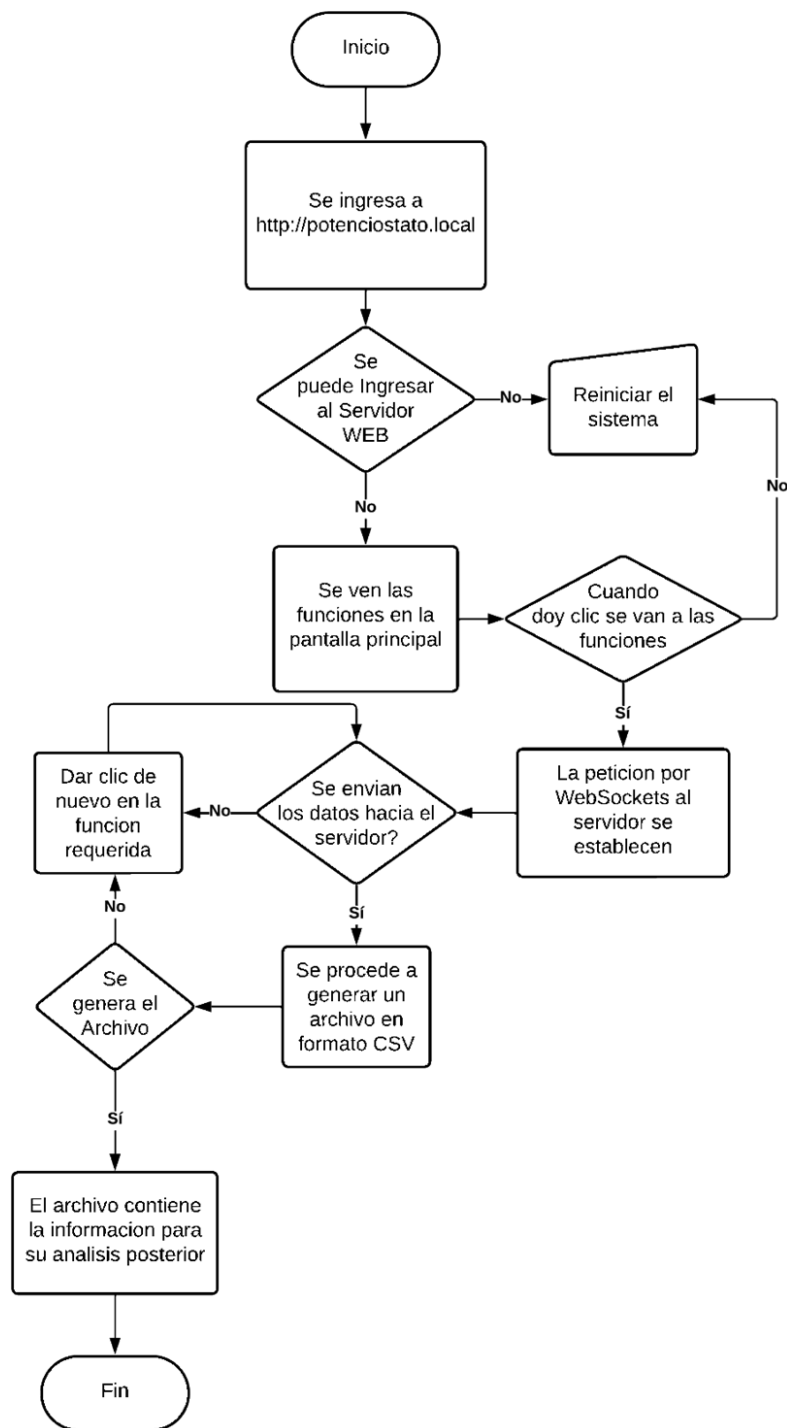 Inicio
Se ingresa a
http://potenciostato.local
Se
puede Ingresar
al Servidor
WEB
No
Reiniciar el
sistema
No
No
Se ven las
funciones en la
pantalla principal
Cuando
doy clic se van a las
funciones
Sí
La peticion por
WebSockets al
servidor se
establecen
Se envian
los datos hacia el
servidor?
No
Dar clic de
nuevo en la
funcion
requerida
Sí
No
Se procede a
generar un
archivo en
formato CSV
Se
genera el
Archivo
Sí
El archivo contiene
la informacion para
su analisis posterior
Fin